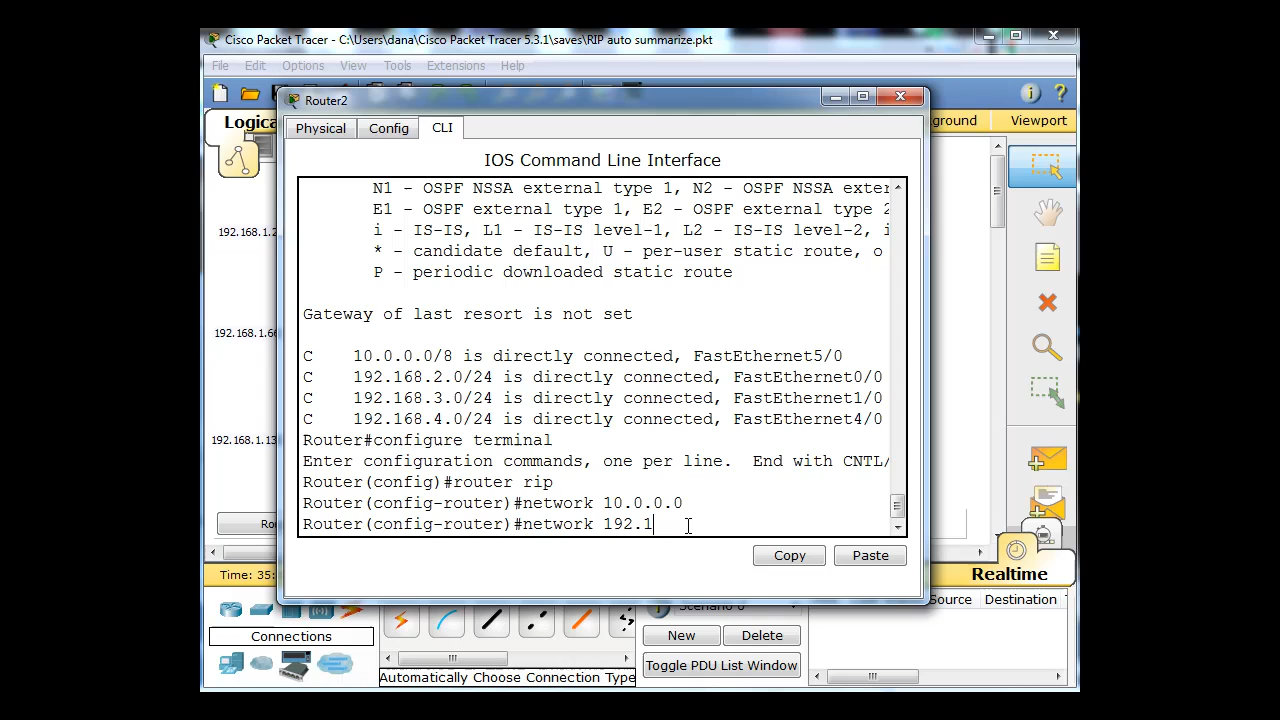 Cisco Packet Tracer - C:\Users\dana\Cisco Packet Tracer 5.3.1\saves\RIP auto summarize.pkt
File Edit Options View Tools Extensions Help
Router2
Logica
ground Viewport
Physical Config CLI
IOS Command Line Interface
N1 - OSPF NSSA external type 1, N2 - OSPF NSSA exter
E1 - OSPF external type 1, E2 - OSPF external type 2
i - IS-IS, L1 - IS-IS level-1, L2 - IS-IS level-2, i
* - candidate default, U - per-user static route, o
P - periodic downloaded static route
Gateway of last resort is not set
C 10.0.0.0/8 is directly connected, FastEthernet5/0
C 192.168.2.0/24 is directly connected, FastEthernet0/0
C 192.168.3.0/24 is directly connected, FastEthernet1/0
C 192.168.4.0/24 is directly connected, FastEthernet4/0
Router#configure terminal
Enter configuration commands, one per line. End with CNTL/
Router(config)#router rip
Router(config-router)#network 10.0.0.0
Router(config-router)#network 192.1
192.168.1.2
192.168.1.66
192.168.1.13
Ro
Copy Paste
Time: 35:
Realtime
Scenario 0
Source Destination
Connections
New Delete
Toggle PDU List Window
Automatically Choose Connection Type